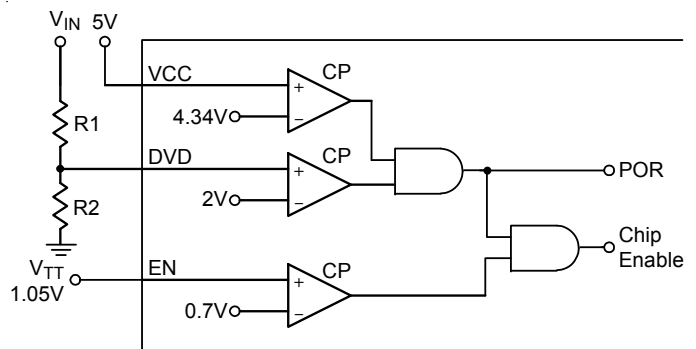 VIN 5V
VCC
CP
+
4.34V
−
R1
DVD
CP
+
2V
−
POR
R2
VTT
1.05V
EN
CP
+
0.7V
−
Chip
Enable